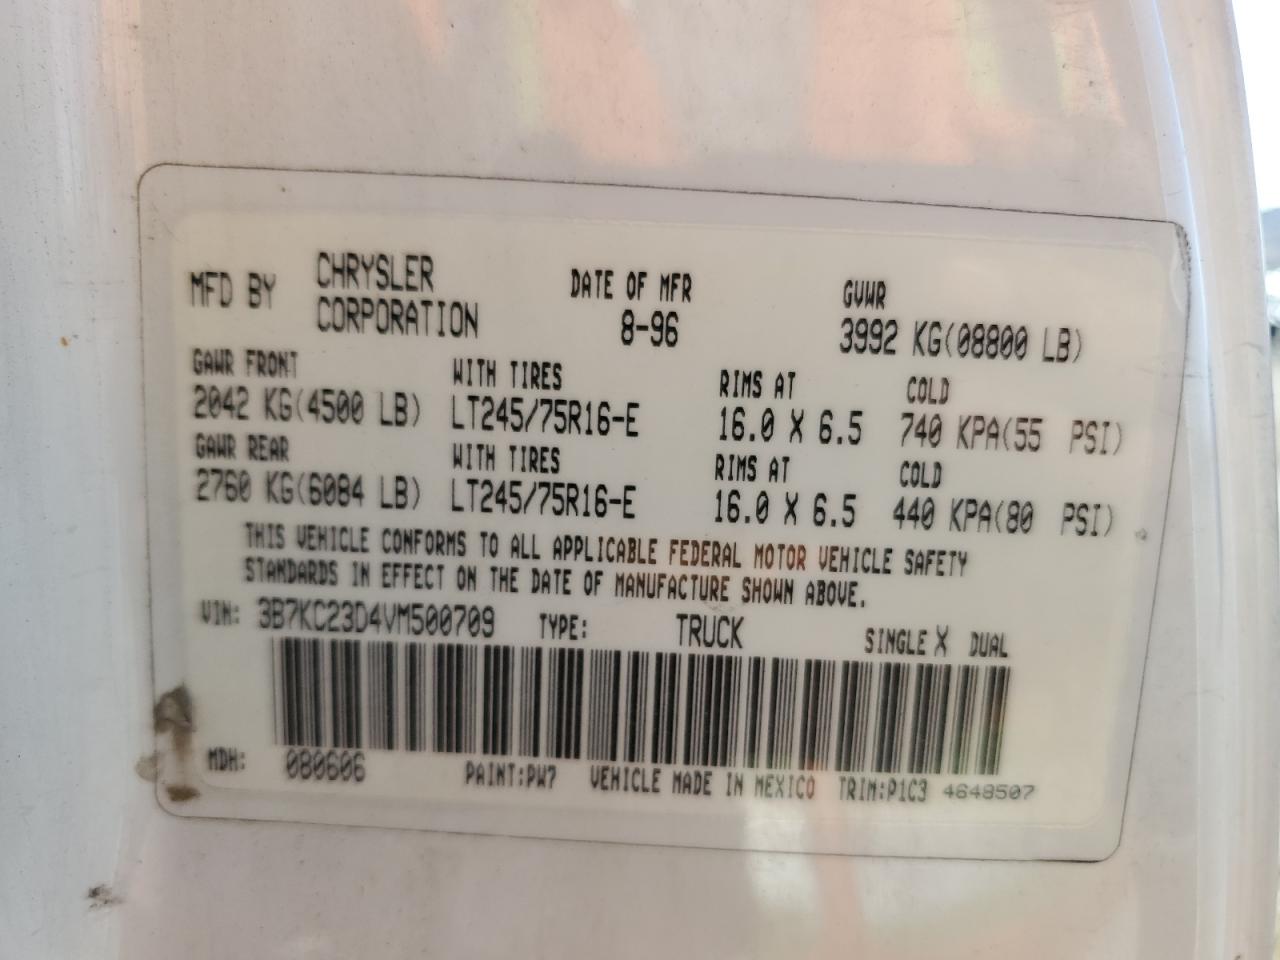 MFD BY CHRYSLER CORPORATION DATE OF MFR 8-96 GVWR 3992 KG(08800 LB)
GAWR FRONT WITH TIRES RIMS AT COLD
2042 KG(4500 LB) LT245/75R16-E 16.0 X 6.5 740 KPA(55 PSI)
GAWR REAR WITH TIRES RIMS AT COLD
2760 KG(6084 LB) LT245/75R16-E 16.0 X 6.5 440 KPA(80 PSI)
THIS VEHICLE CONFORMS TO ALL APPLICABLE FEDERAL MOTOR VEHICLE SAFETY
STANDARDS IN EFFECT ON THE DATE OF MANUFACTURE SHOWN ABOVE.
VIN: 3B7KC23D4VM500709 TYPE: TRUCK SINGLE X DUAL
MDH: 080606 PAINT:PW7 VEHICLE MADE IN MEXICO TRIM:P1C3 4648507